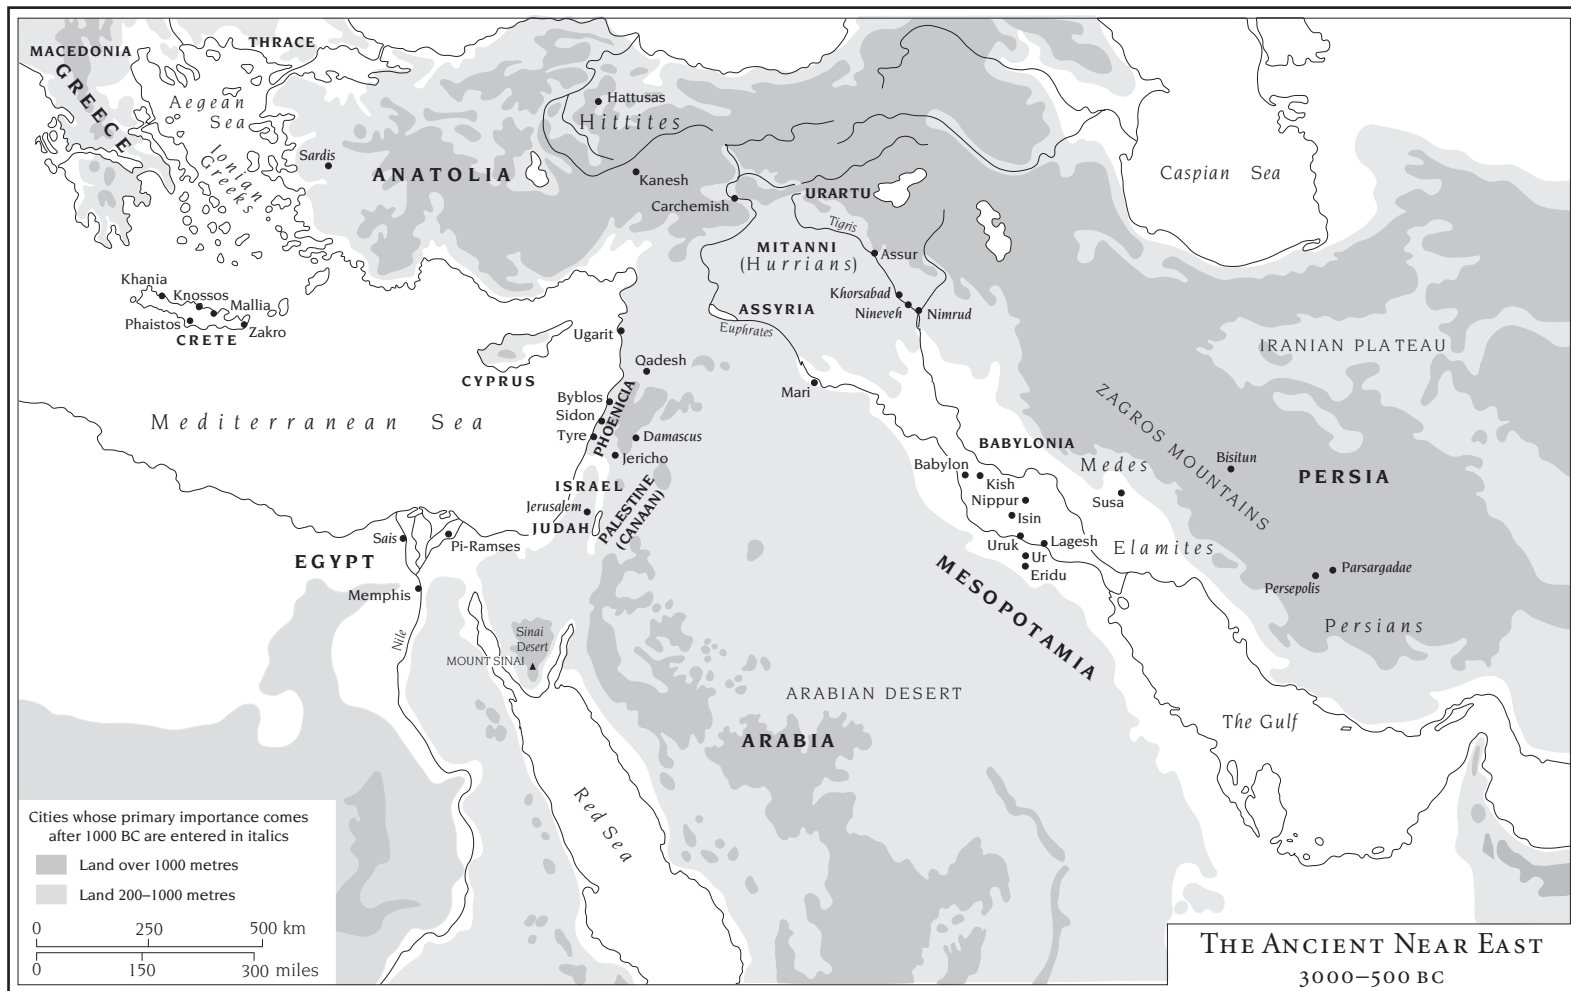 MACEDONIA
THRACE
GREECE
Aegean
Sea
Ionian
Greeks
Sardis
ANATOLIA
Hattusas
Hittites
Kanesh
Carchemish
URARTU
Caspian Sea
Tigris
MITANNI
(Hurrians)
Assur
Khorsabad
Nineveh
Nimrud
ASSYRIA
Euphrates
Khania
Knossos
Mallia
Phaistos
Zakro
CRETE
Ugarit
CYPRUS
Qadesh
Mari
IRANIAN PLATEAU
Mediterranean Sea
Byblos
Sidon
Tyre
PHOENICIA
Damascus
Jericho
ZAGROS MOUNTAINS
BABYLONIA
Babylon
Kish
Nippur
Isin
Medes
Susa
Bisitun
PERSIA
ISRAEL
Jerusalem
JUDAH
PALESTINE
(CANAAN)
Sais
Pi-Ramses
EGYPT
Memphis
Nile
Uruk
Lagesh
Ur
Eridu
Elamites
MESOPOTAMIA
Parsargadae
Persepolis
Persians
Sinai
Desert
MOUNT SINAI
ARABIAN DESERT
ARABIA
The Gulf
Red Sea
Cities whose primary importance comes
after 1000 BC are entered in italics
Land over 1000 metres
Land 200–1000 metres
0 250 500 km
0 150 300 miles
The Ancient Near East
3000–500 BC